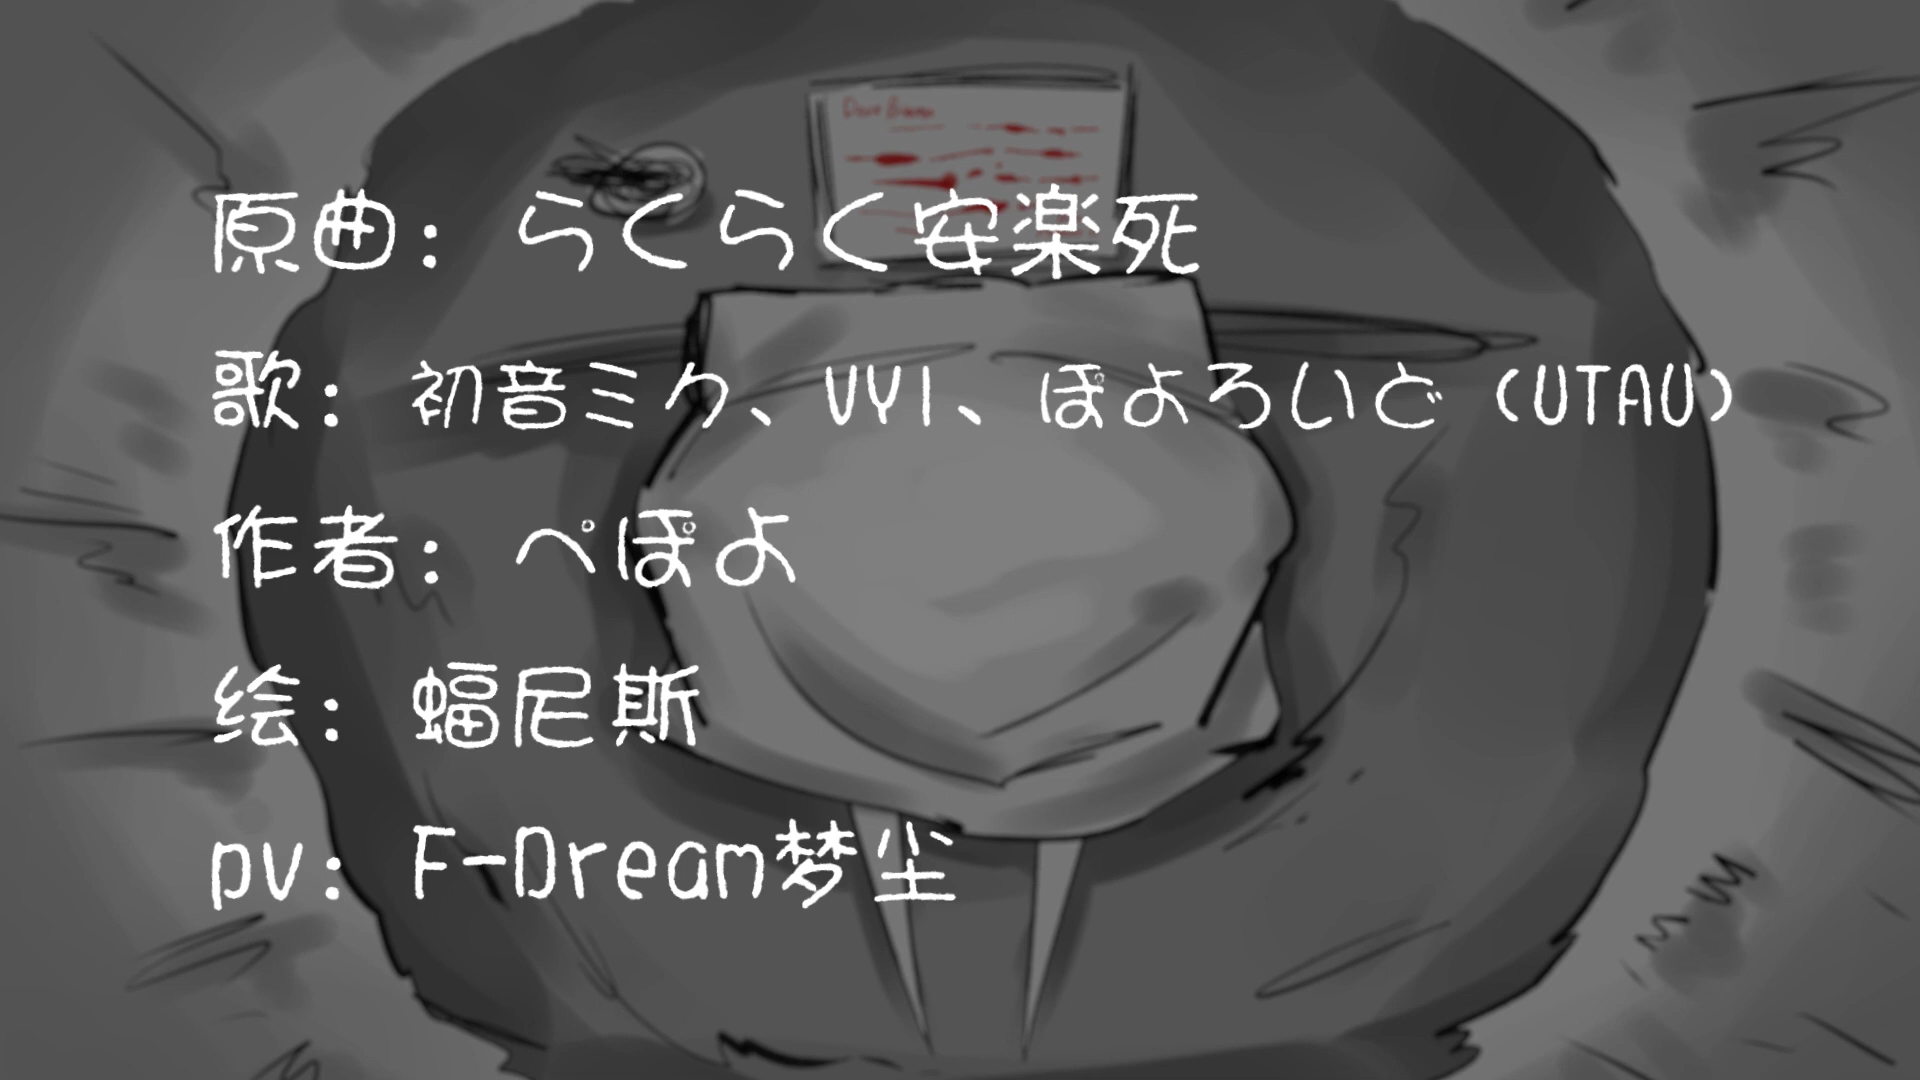 原曲：らくらく安楽死
歌：初音ミク、VY1、ぽよろいど（UTAU）
作者：ぺぽよ
绘：蝠尼斯
pv：F-Dream梦尘